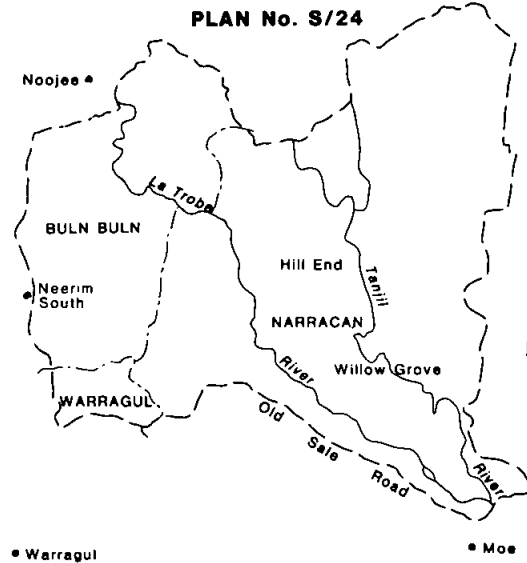 PLAN No. S/24
Noojee
La Trobe
BULN BULN
Hill End
Tanjil
Neerim
South
NARRACAN
River
Willow Grove
WARRAGUL
Old Sale Road
River
Warragul
Moe